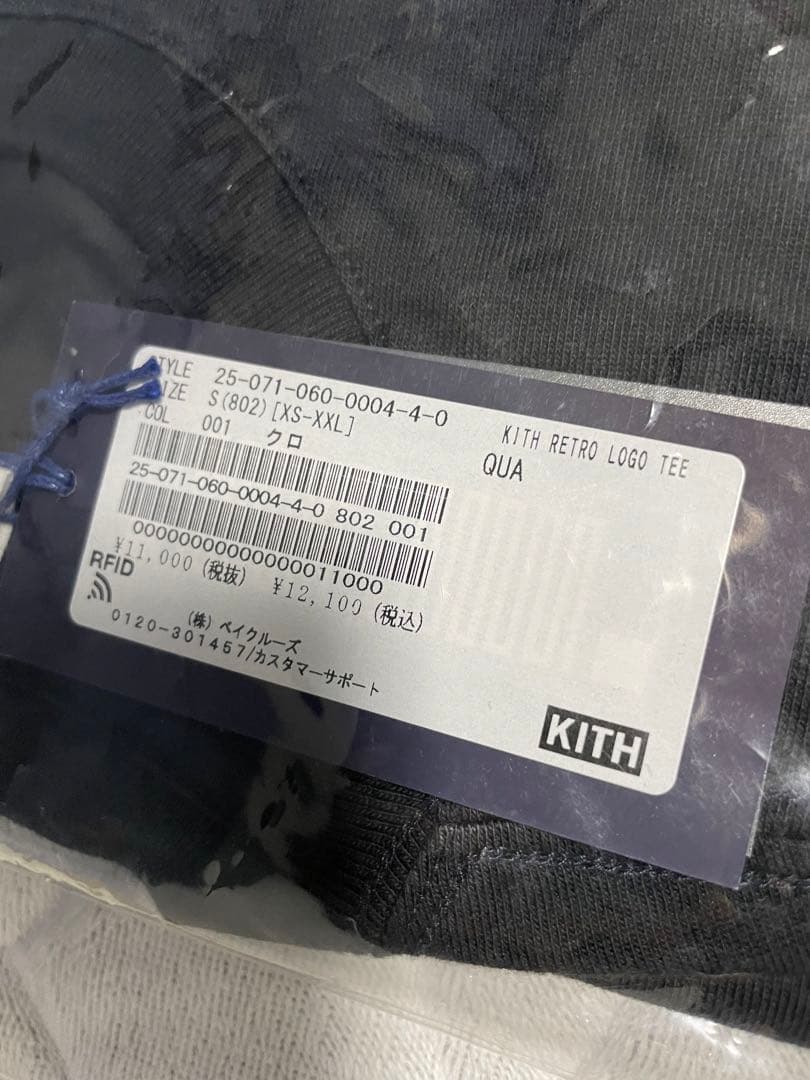 STYLE 25-071-060-0004-4-0
SIZE S(802)[XS-XXL]
COL 001 クロ
KITH RETRO LOGO TEE
QUA
25-071-060-0004-4-0 802 001
00000000000000011000
¥11,000 (税抜) ¥12,100 (税込)
RFID
(株) ベイクルーズ
0120-301457/カスタマーサポート
KITH